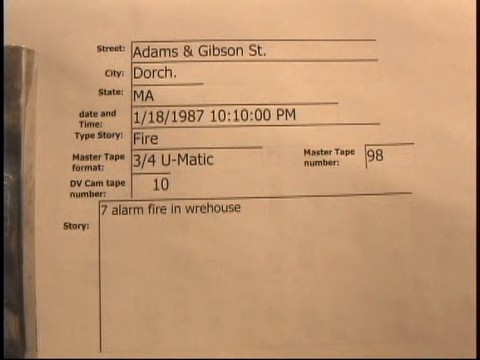 Street: Adams & Gibson St.
City: Dorch.
State: MA
date and Time: 1/18/1987 10:10:00 PM
Type Story: Fire
Master Tape format: 3/4 U-Matic Master Tape number: 98
DV Cam tape number: 10
Story: 7 alarm fire in wrehouse